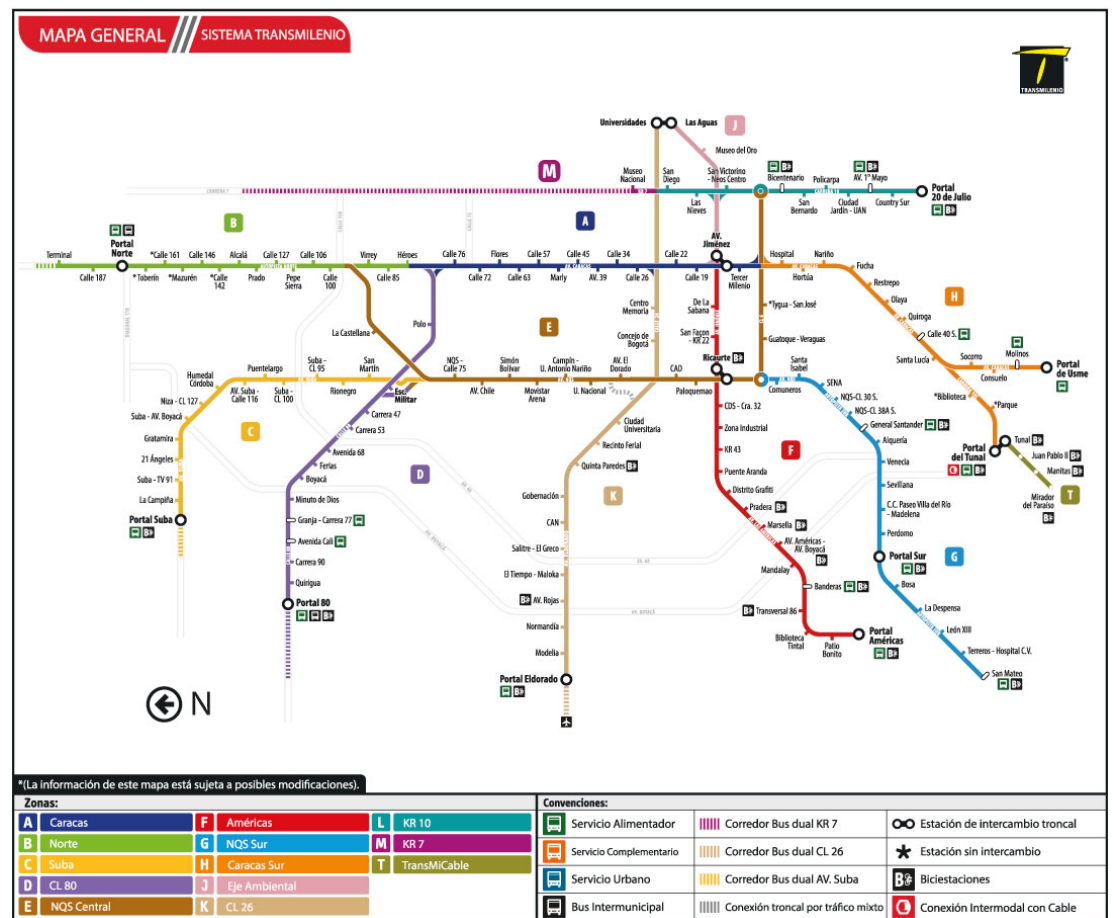 MAPA GENERAL
SISTEMA TRANSMILENIO
TRANSMILENIO
Universidades
Las Aguas
J
Museo del Oro
M
Museo
Nacional
San
Diego
San Victorino
- Neos Centro
Bicentenario
Policarpa
AV. 1° Mayo
Portal
20 de Julio
CARRERA 7
KR 7
CARRERA 10
Las
Nieves
San
Bernardo
Ciudad
Jardín - UAN
Country Sur
B
A
Portal
Norte
AV.
Jiménez
Terminal
*Calle 161
Calle 146
Alcalá
Calle 127
Calle 106
Virrey
Héroes
Calle 76
Flores
Calle 57
Calle 45
Calle 34
Calle 22
Hospital
Nariño
AV. CARACAS
Calle 187
*Toberín
*Mazurén
*Calle
142
Prado
Pepe
Sierra
Calle
100
Calle 85
Calle 72
Calle 63
Marly
AV. 39
Calle 26
Calle 19
Tercer
Milenio
Hortúa
Fucha
Restrepo
Olaya
Quiroga
H
Calle 40 S.
Santa Lucía
Socorro
Molinos
Consuelo
Portal
de Usme
*Biblioteca
*Parque
Portal
del Tunal
Tunal
Juan Pablo II
Manitas
Mirador
del Paraíso
T
Centro
Memoria
Concejo de
Bogotá
De La
Sabana
San Façon
- KR 22
Ricaurte
*Tygua - San José
Guatoque - Veraguas
Polo
La Castellana
E
Humedal
Córdoba
Puentelargo
Suba -
CL 95
San
Martín
NQS -
Calle 75
Simón
Bolívar
Campín -
U. Antonio Nariño
AV. El
Dorado
CAD
Santa
Isabel
AV. Suba -
Calle 116
Suba -
CL 100
Rionegro
Esc.
Militar
AV. Chile
Movistar
Arena
U. Nacional
Paloquemao
Comuneros
Niza - CL 127
Suba - AV. Boyacá
Gratamira
21 Ángeles
Suba - TV 91
La Campiña
Portal Suba
C
Carrera 47
Carrera 53
Avenida 68
Ferias
Boyacá
Minuto de Dios
Granja - Carrera 77
Avenida Cali
Carrera 90
Quirigua
Portal 80
D
Ciudad
Universitaria
Recinto Ferial
Quinta Paredes
Gobernación
CAN
Salitre - El Greco
El Tiempo - Maloka
AV. Rojas
Normandía
Modelia
Portal Eldorado
K
CDS - Cra. 32
Zona Industrial
KR 43
Puente Aranda
Distrito Grafiti
Pradera
Marsella
AV. Américas -
AV. Boyacá
Mandalay
Banderas
Transversal 86
Biblioteca
Tintal
Patio
Bonito
Portal
Américas
F
SENA
NQS-CL 30 S.
NQS-CL 38A S.
General Santander
Alquería
Venecia
Sevillana
C.C. Paseo Villa del Río
- Madelena
Perdomo
Portal Sur
Bosa
La Despensa
León XIII
Terreros - Hospital C.V.
San Mateo
G
AV. 68
AV. BOYACÁ
AV. 68
AV. BOYACÁ
N
*(La información de este mapa está sujeta a posibles modificaciones).
Zonas:
A Caracas
B Norte
C Suba
D CL 80
E NQS Central
F Américas
G NQS Sur
H Caracas Sur
J Eje Ambiental
K CL 26
L KR 10
M KR 7
T TransMiCable
Convenciones:
Servicio Alimentador
Servicio Complementario
Servicio Urbano
Bus Intermunicipal
Corredor Bus dual KR 7
Corredor Bus dual CL 26
Corredor Bus dual AV. Suba
Conexión troncal por tráfico mixto
Estación de intercambio troncal
Estación sin intercambio
Biciestaciones
Conexión Intermodal con Cable